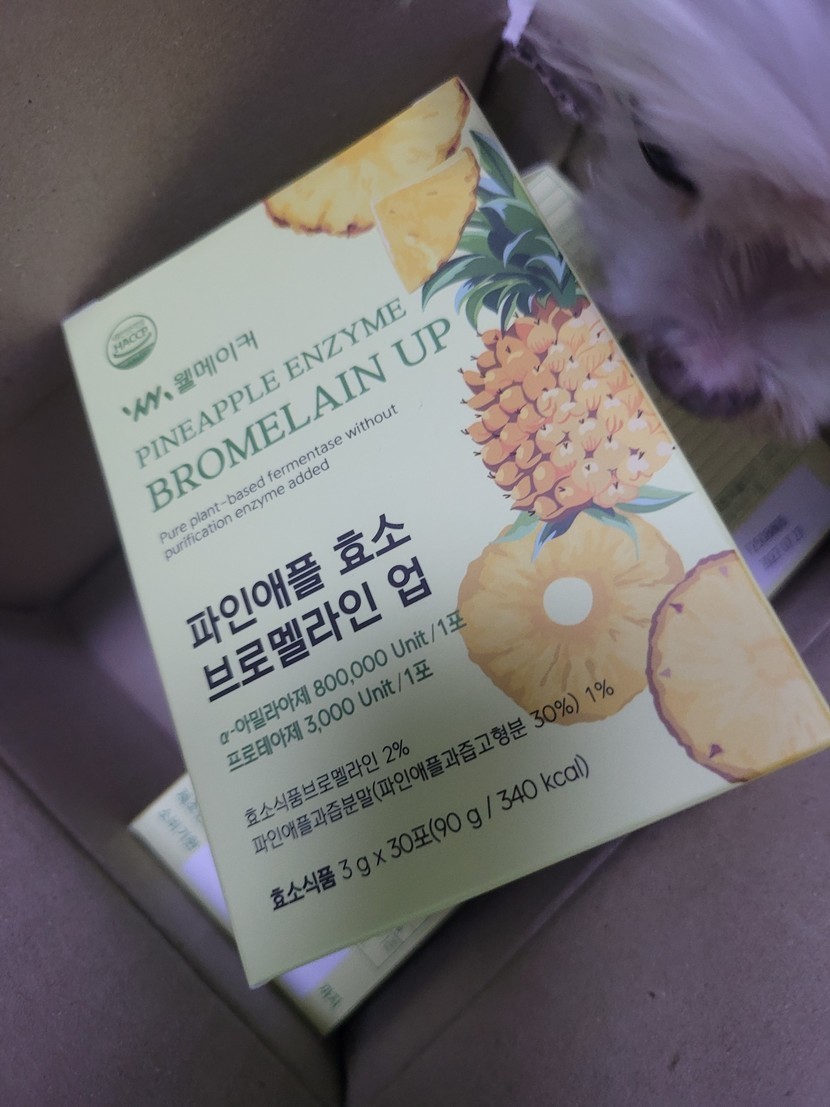 HACCP
웰메이커
PINEAPPLE ENZYME
BROMELAIN UP
Pure plant-based fermentase without
purification enzyme added
파인애플 효소
브로멜라인 업
α-아밀라아제 800,000 Unit/1포
프로테아제 3,000 Unit/1포
효소식품브로멜라인 2%
파인애플과즙분말(파인애플과즙고형분 30%) 1%
효소식품 3 g x 30포(90 g / 340 kcal)